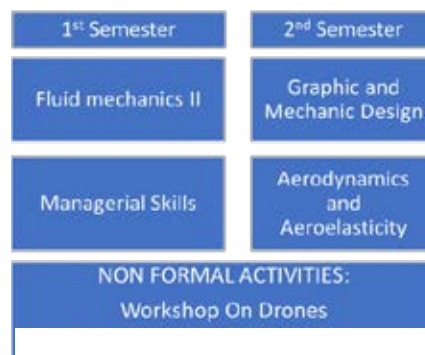 1st Semester
2nd Semester
Fluid mechanics II
Graphic and
Mechanic Design
Managerial Skills
Aerodynamics
and
Aeroelasticity
NON FORMAL ACTIVITIES:
Workshop On Drones